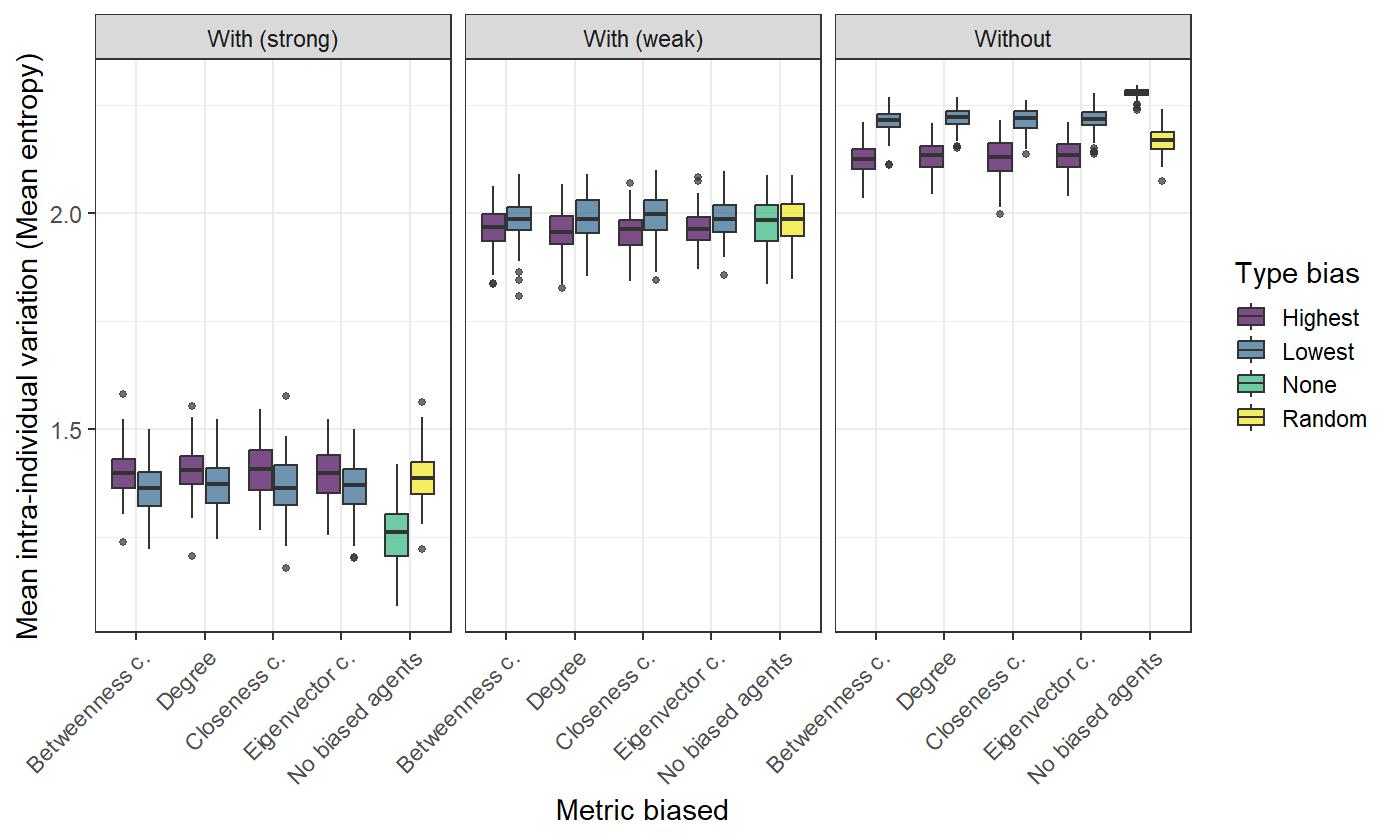 With (strong)
With (weak)
Without
Mean intra-individual variation (Mean entropy)
2.0
1.5
Betweenness c.
Degree
Closeness c.
Eigenvector c.
No biased agents
Betweenness c.
Degree
Closeness c.
Eigenvector c.
No biased agents
Betweenness c.
Degree
Closeness c.
Eigenvector c.
No biased agents
Metric biased
Type bias
Highest
Lowest
None
Random